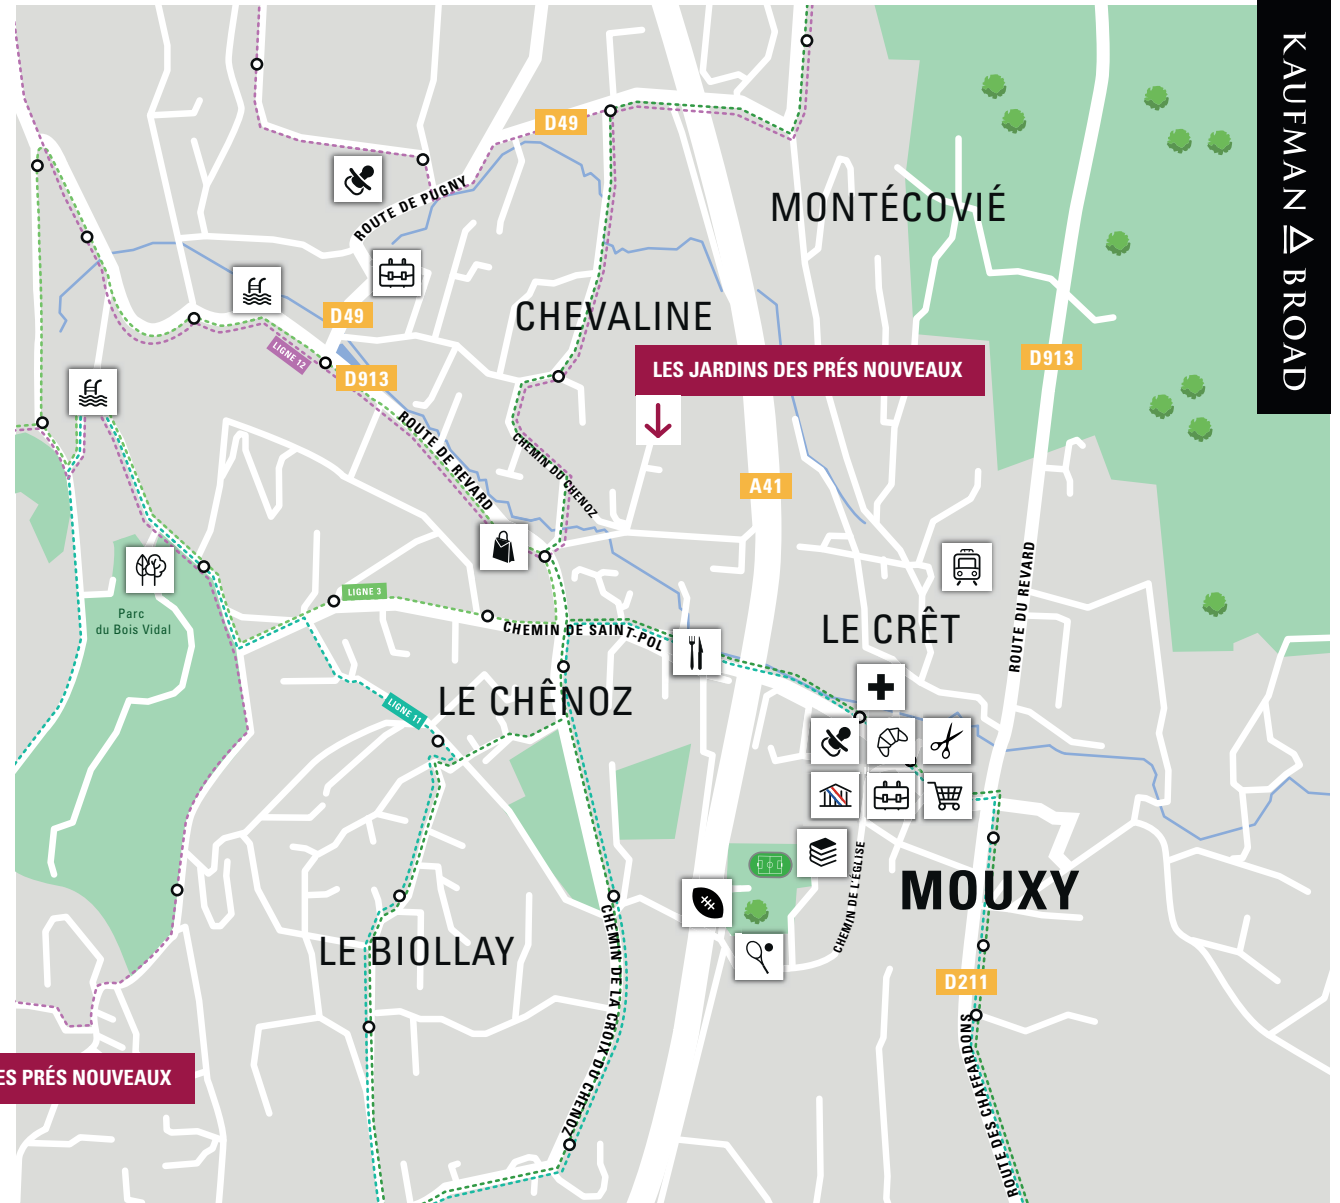 KAUFMAN BROAD
D49
ROUTE DE PUGNY
MONTÉCOVIÉ
CHEVALINE
D49
LIGNE 12
D913
D913
LES JARDINS DES PRÉS NOUVEAUX
ROUTE DE REVARD
CHEMIN DU CHENOZ
A41
ROUTE DU REVARD
LIGNE 3
Parc
du Bois Vidal
CHEMIN DE SAINT-POL
LE CRÊT
LE CHÊNOZ
LIGNE 11
CHEMIN DE L'ÉGLISE
MOUXY
LE BIOLLAY
CHEMIN DE LA CROIX DU CHENOZ
D211
ROUTE DES CHAFFARDONS
ES PRÉS NOUVEAUX